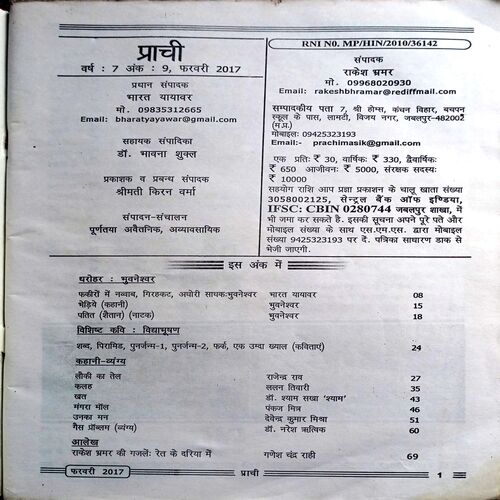 प्राची
वर्ष : 7 अंक : 9, फरवरी 2017
प्रधान संपादक
भारत यायावर
मो. 09835312665
Email: bharatyayawar@gmail.com
सहायक संपादिका
डॉ. भावना शुक्ल
प्रकाशक व प्रबन्ध संपादक
श्रीमती किरन वर्मा
संपादन-संचालन
पूर्णतया अवैतनिक, अव्यावसायिक
RNI NO. MP/HIN/2010/36142
संपादक
राकेश भ्रमर
मो. 09968020930
Email: rakeshbhramar@rediffmail.com
सम्पादकीय पता 7, श्री होम्स, कंचन विहार, बचपन
स्कूल के पास, लामटी, विजय नगर, जबलपुर-482002
(म.प्र.)
मोबाइलः 09425323193
Email:- prachimasik@gmail.com
एक प्रतिः ₹ 30, वार्षिकः ₹ 330, द्वैवार्षिकः
₹ 650 आजीवनः ₹ 5000, संरक्षक सदस्यः
₹ 10000
सहयोग राशि आप प्रज्ञा प्रकाशन के चालू खाता संख्या
3058002125, सेन्ट्रल बैंक ऑफ इण्डिया,
IFSC: CBIN 0280744 जबलपुर शाखा, में
भी जमा कर सकते हैं. इसकी सूचना अपने पूरे पते और
मोबाइल संख्या के साथ एस.एम.एस. द्वारा मोबाइल
संख्या 9425323193 पर दें. पत्रिका साधारण डाक से
भेजी जाएगी.
इस अंक में
धरोहर : भुवनेश्वर
फकीरों में नव्वाब, गिरहकट, अघोरी साधकःभुवनेश्वर भारत यायावर 08
भेड़िये (कहानी) भुवनेश्वर 15
पतित (शैतान) (नाटक) भुवनेश्वर 18
विशिष्ट कवि : विद्याभूषण
शब्द, पिरामिड, पुनर्जन्म-1, पुनर्जन्म-2, फर्क, एक उम्दा ख्याल (कविताएं) 24
कहानी-व्यंग्य
लौकी का तेल राजेन्द्र राव 27
कलह ललन तिवारी 35
खत डॉ. श्याम सखा 'श्याम' 43
मंगरा मॉल पंकज मित्र 46
उनका मन देवेन्द्र कुमार मिश्रा 51
गैस प्रॉब्लम (व्यंग्य) डॉ. नरेश ऋत्विक 60
आलेख
राकेश भ्रमर की गजलेंः रेत के दरिया में गणेश चंद्र राही 69
फरवरी 2017 प्राची 1